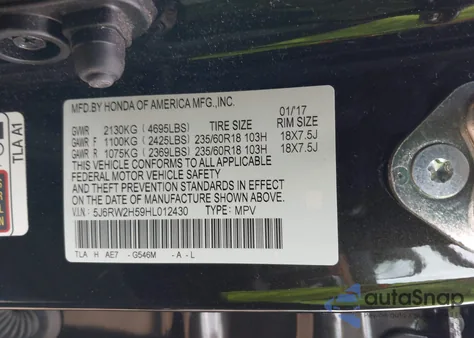 MFD.BY HONDA OF AMERICA MFG.,INC.
01/'17
GVWR 2130KG (4695LBS) TIRE SIZE RIM SIZE
GAWR F 1100KG (2425LBS) 235/60R18 103H 18X7.5J
GAWR R 1075KG (2369LBS) 235/60R18 103H 18X7.5J
THIS VEHICLE CONFORMS TO ALL APPLICABLE
FEDERAL MOTOR VEHICLE SAFETY
AND THEFT PREVENTION STANDARDS IN EFFECT
ON THE DATE OF MANUFACTURE SHOWN ABOVE.
V.I.N.: 5J6RW2H59HL012430 TYPE: MPV
TLA H AE7 - G546M - A - L
TLA A1
autoSnap